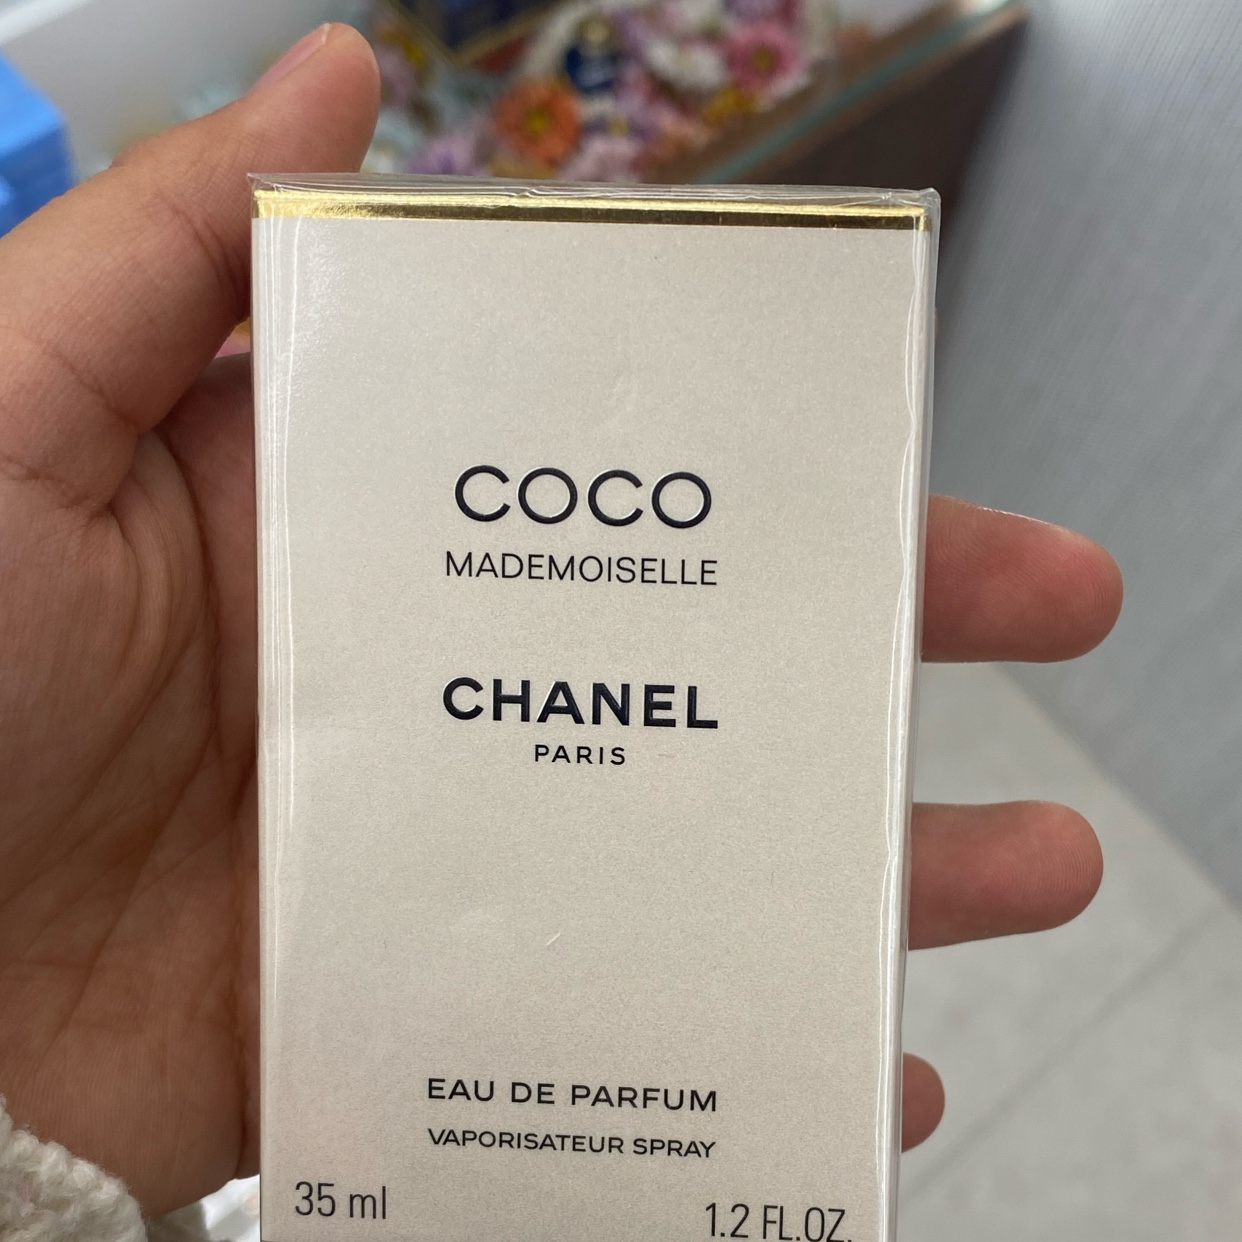 COCO
MADEMOISELLE
CHANEL
PARIS
EAU DE PARFUM
VAPORISATEUR SPRAY
35 ml 1.2 FL.OZ.